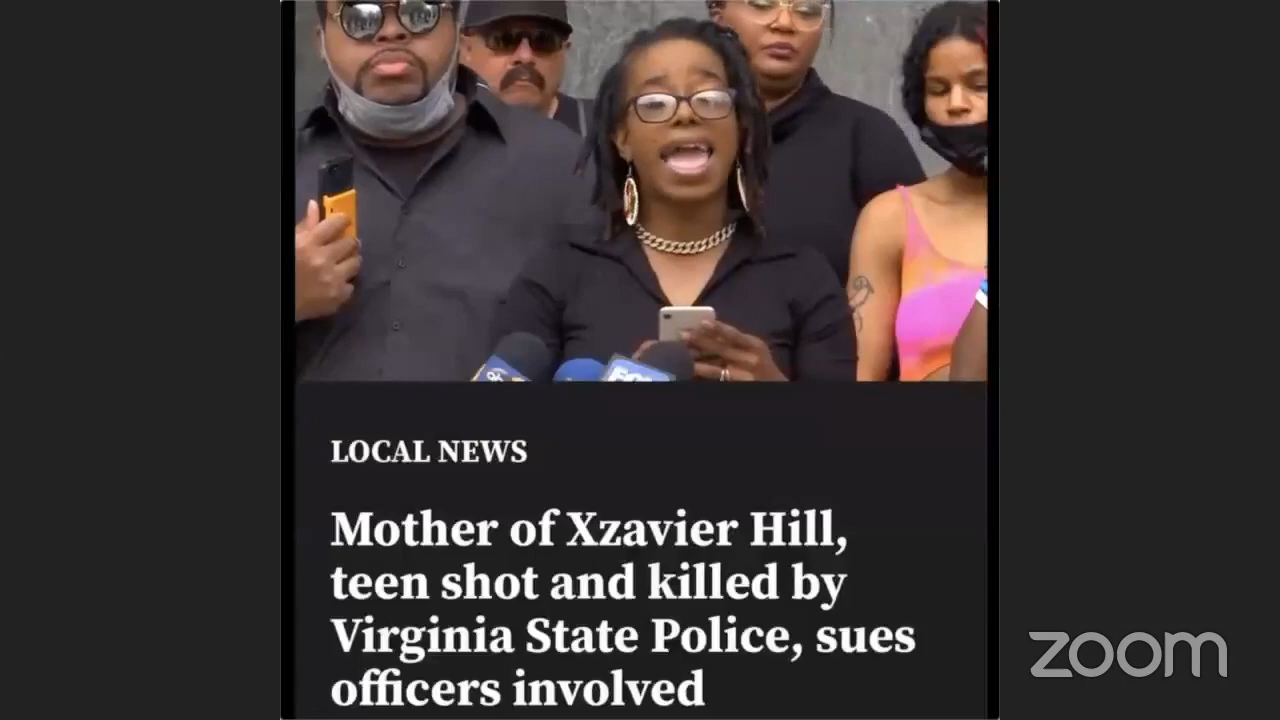 LOCAL NEWS
Mother of Xzavier Hill,
teen shot and killed by
Virginia State Police, sues
officers involved
zoom